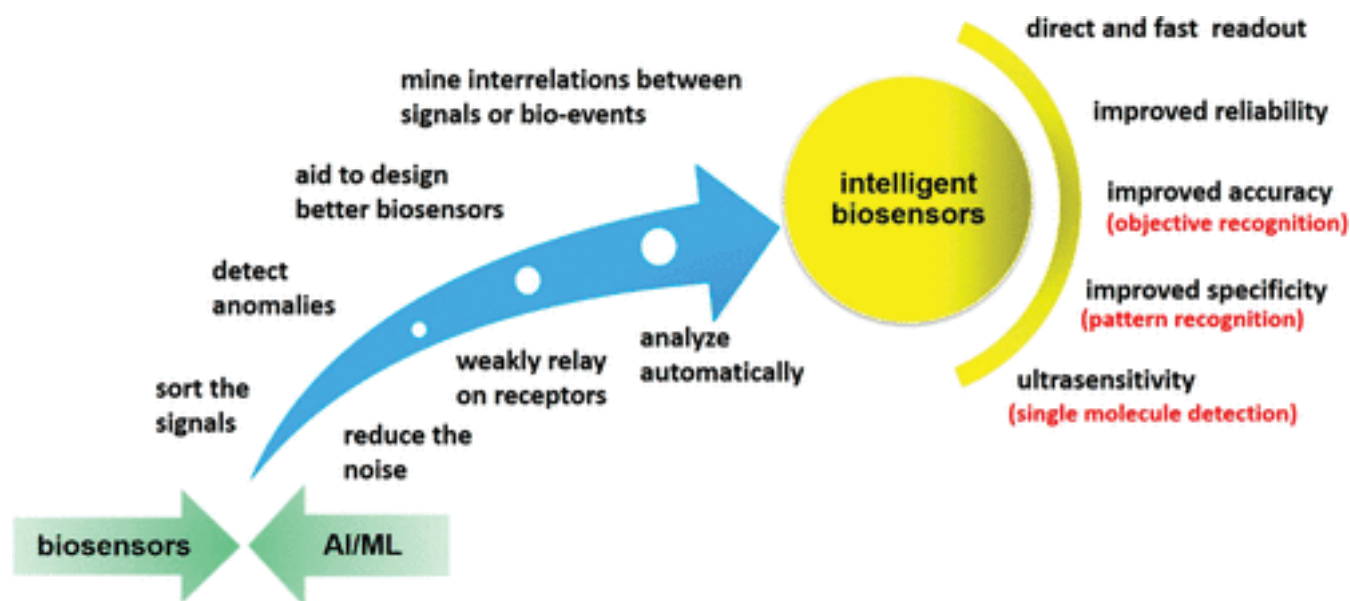 direct and fast readout
mine interrelations between
signals or bio-events
improved reliability
aid to design
better biosensors
intelligent
biosensors
improved accuracy
(objective recognition)
detect
anomalies
improved specificity
(pattern recognition)
analyze
automatically
weakly relay
on receptors
ultrasensitivity
(single molecule detection)
sort the
signals
reduce the
noise
biosensors
AI/ML